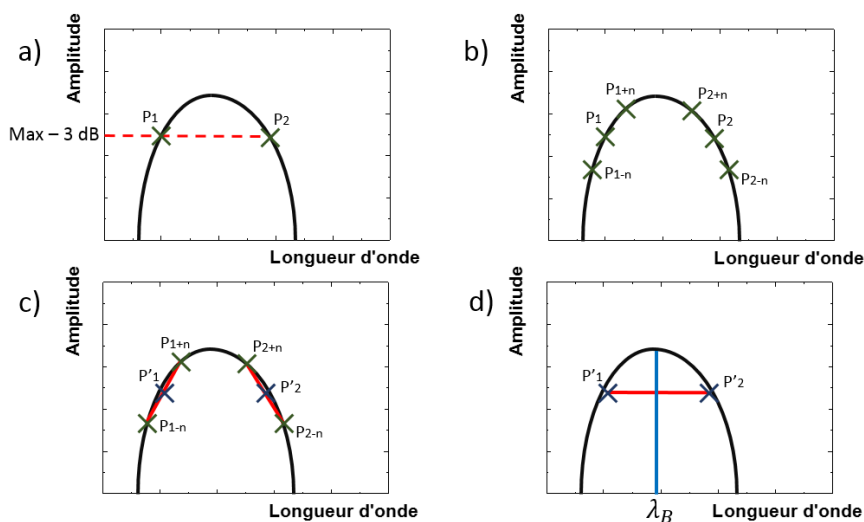 a)
Amplitude
P1
P2
Max – 3 dB
Longueur d'onde
b)
Amplitude
P1+n
P2+n
P1
P2
P1-n
P2-n
Longueur d'onde
c)
Amplitude
P1+n
P2+n
P'1
P'2
P1-n
P2-n
Longueur d'onde
d)
Amplitude
P'1
P'2
λB
Longueur d'onde